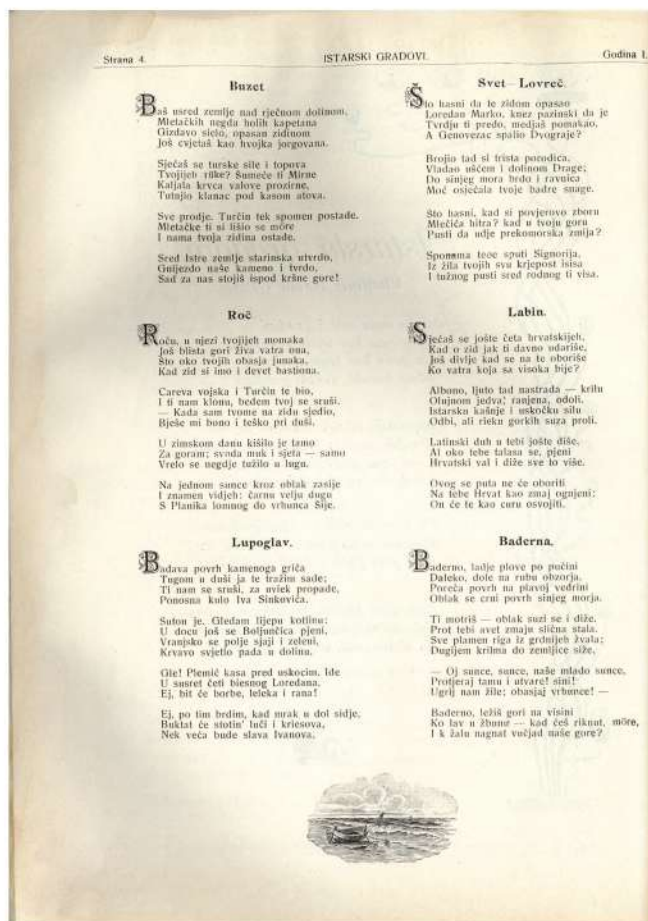 Strana 4.
ISTARSKI GRADOVI.
Godina I.
Buzet
Baš usred zemlje nad rječnom dolinom,
Mletačkih negda holih kapetana
Gizdavo sielo, opasan zidinom
Još cvjetaš kao hvojka jorgovana.
Sjećaš se turske sile i topova
Tvojijeh rike? Šumeće ti Mirne
Kaljala krvca valove prozirne,
Tutnjio klanac pod kasom atova.
Sve prodje. Turčin tek spomen postade.
Mletačke ti si lišio se môre
I nama tvoja zidina ostade.
Sred Istre zemlje starinska utvrdo,
Gnijezdo naše kameno i tvrdo,
Sad za nas stojiš ispod kršne gore!
Roč
Roču, u njezi tvojijeh momaka
Još blista gori živa vatra ona,
Što oko tvojih obasja junaka,
Kad zid si imo i devet bastiona.
Careva vojska i Turčin te bio,
I ti nam klonu, bedem tvoj se sruši.
— Kada sam tvome na zidu sjedio,
Bješe mi bono i teško pri duši.
U zimskom danu kišilo je tamo
Za goram; svuda muk i sjeta — samo
Vrelo se negdje tužilo u lugu.
Na jednom sunce kroz oblak zasije
I znamen vidjeh: čarnu velju dugu
S Planika lomnog do vrhunca Šije.
Lupoglav.
Badava povrh kamenoga griča
Tugom u duši ja te tražim sade;
Ti nam se sruši, za uviek propade,
Ponosna kulo Iva Sinkovića.
Suton je. Gledam lijepu kotlinu:
U docu još se Boljunčica pjeni,
Vranjsko se polje sjaji i zeleni,
Krvavo svjetlo pada u dolinu.
Gle! Plemić kasa pred uskocim. Ide
U susret četi biesnog Loredana.
Ej, bit će borbe, leleka i rana!
Ej, po tim brdim, kad mrak u dol sidje,
Buktat će stotin' luči i kriesova,
Nek veća bude slava Ivanova.
Svet Lovreč.
Što hasni da te zidom opasao
Loredan Marko, knez pazinski da je
Tvrdju ti predo, medjaš pomakao,
A Genovezac spalio Dvograje?
Brojio tad si trista porodica,
Vladao ušćem i dolinom Drage;
Do sinjeg mora brdo i ravnica
Moć osjećala tvoje badre snage.
Što hasni, kad si povjerovo zboru
Mlečića hitra? kad u tvoju goru
Pusti da udje prekomorska zmija?
Sponama teee sputi Signorija,
Iz žila tvojih svu krjepost isisa
I tužnog pusti sred rodnog ti visa.
Labin.
Sjećaš se jošte četa hrvatskijeh,
Kad o zid jak ti davno udariše,
Još divlje kad se na te oboriše
Ko vatra koja sa visoka bije?
Albono, ljuto tad nastrada — krilu
Olujnom jedva; ranjena, odoli.
Istarska kašnje i uskočku silu
Odbi, ali rieku gorkih suza proli.
Latinski duh u tebi jošte diše.
Al oko tebe talasa se, pjeni
Hrvatski val i diže sve to više.
Ovog se puta ne će oboriti
Na tebe Hrvat kao zmaj ognjeni:
On će te kao curu osvojiti.
Baderna.
Baderno, ladje plove po pučini
Daleko, dole na rubu obzorja.
Poreča povrh na plavoj vedrini
Oblak se crni povrh sinjeg morja.
Ti motriš — oblak suzi se i diže.
Prot tebi avet zmaju slična stala.
Sve plamen riga iz grdnijeh žvala;
Dugijem krilma do zemljice siže.
— Oj sunce, sunce, naše mlado sunce,
Protjeraj tamu i utvare! sini!
Ugrij nam žile; obasjaj vrhunce! —
Baderno, ležiš gori na visini
Ko lav u žbunu — kad ćeš riknut, môre,
I k žalu nagnat vučjad naše gore?